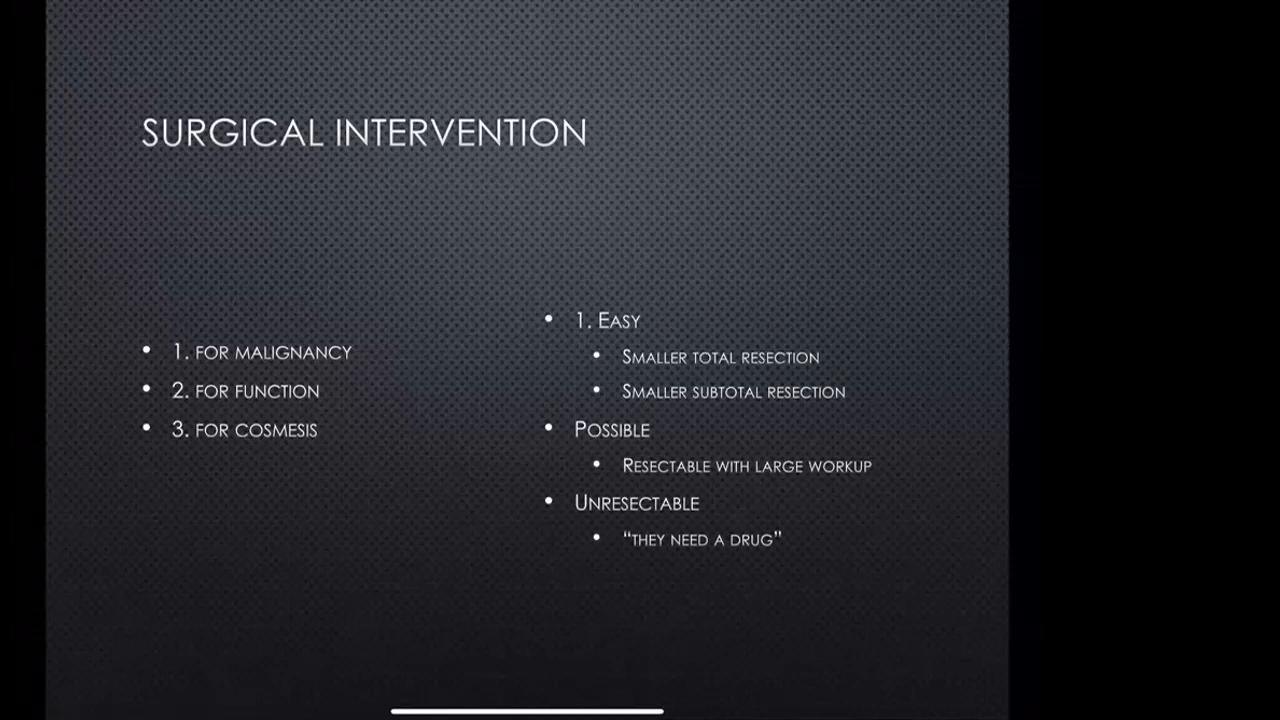 SURGICAL INTERVENTION
• 1. FOR MALIGNANCY
• 2. FOR FUNCTION
• 3. FOR COSMESIS
• 1. EASY
• SMALLER TOTAL RESECTION
• SMALLER SUBTOTAL RESECTION
• POSSIBLE
• RESECTABLE WITH LARGE WORKUP
• UNRESECTABLE
• “THEY NEED A DRUG”